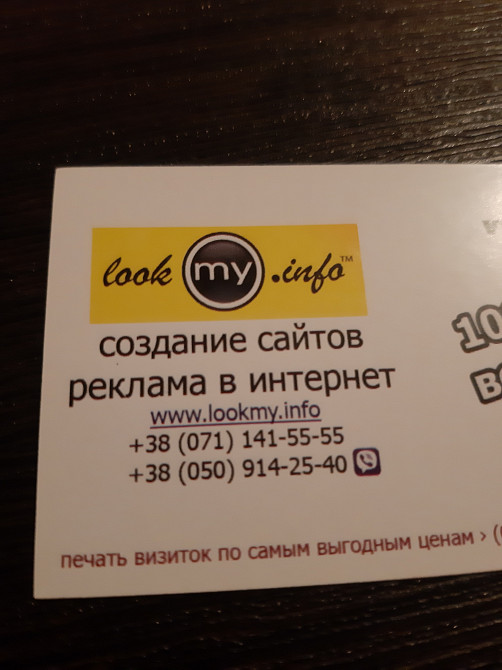 look my .info™
создание сайтов
реклама в интернет
www.lookmy.info
+38 (071) 141-55-55
+38 (050) 914-25-40
печать визиток по самым выгодным ценам › (